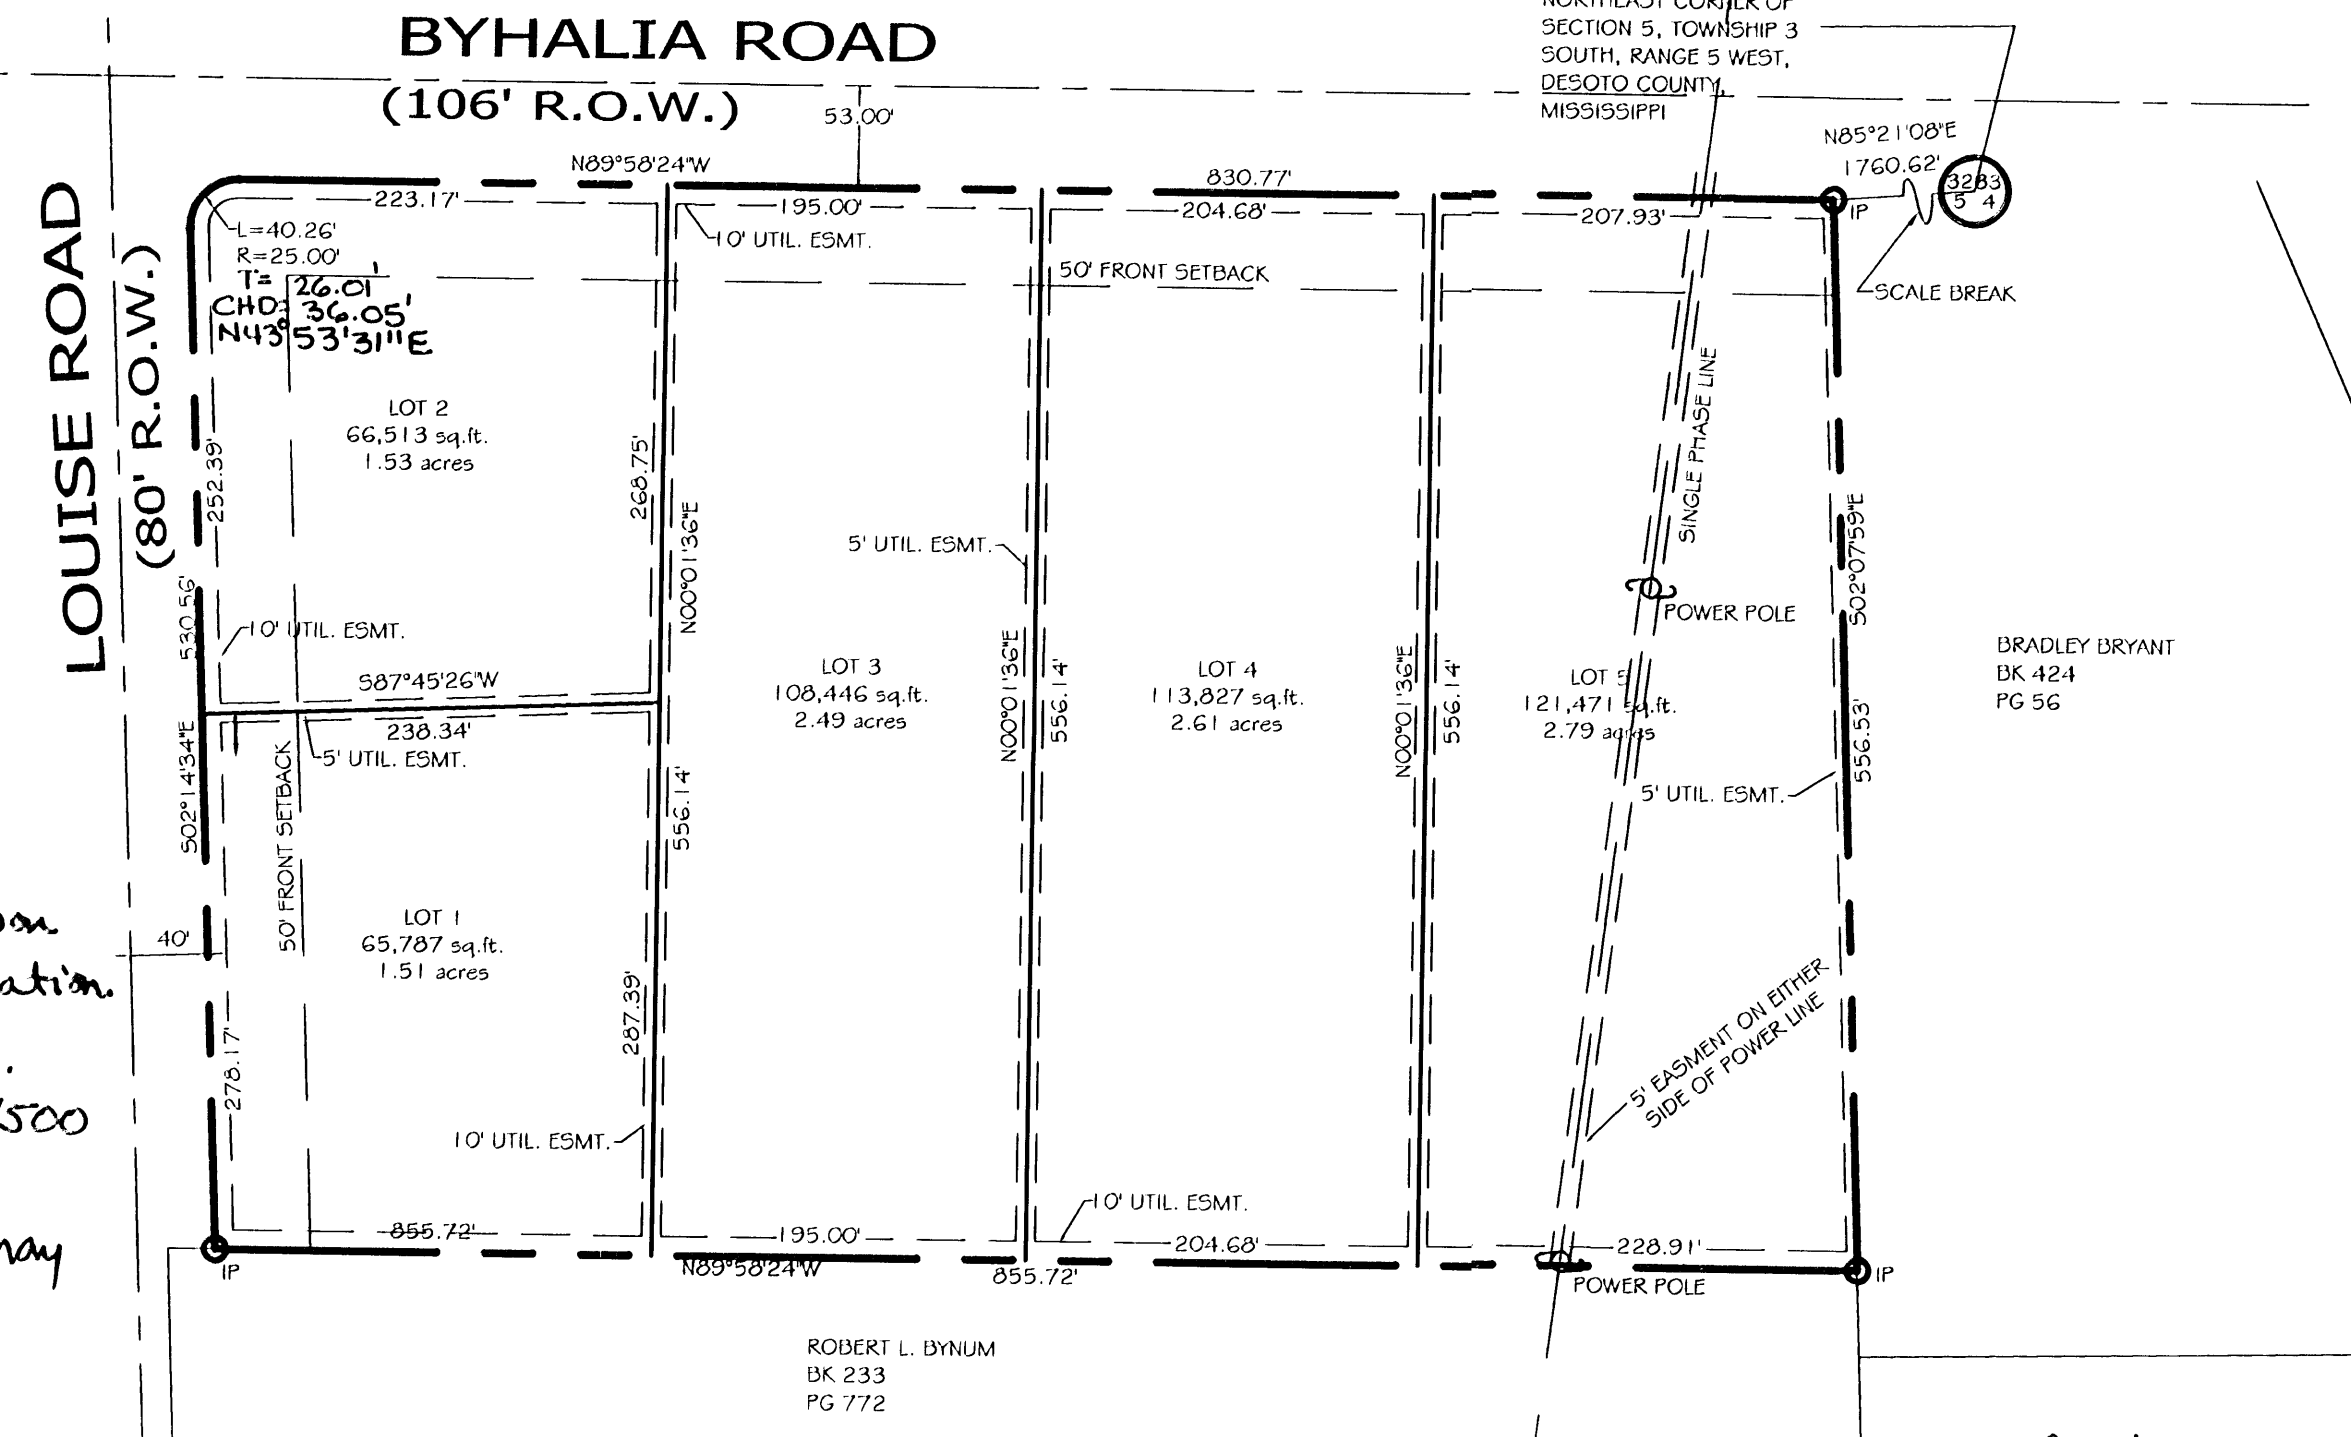 BYHALIA ROAD
(106' R.O.W.)
53.00'
NORTHEAST CORNER OF
SECTION 5, TOWNSHIP 3
SOUTH, RANGE 5 WEST,
DESOTO COUNTY,
MISSISSIPPI
N85°21'08"E
1760.62'
3233
5 4
IP
SCALE BREAK
N89°58'24"W
830.77'
223.17'
195.00'
204.68'
207.93'
L=40.26'
R=25.00'
T= 26.01'
CHD= 36.05'
N43°53'31"E
10' UTIL. ESMT.
50' FRONT SETBACK
LOUISE ROAD
(80' R.O.W.)
LOT 2
66,513 sq.ft.
1.53 acres
252.39'
268.75'
N00°01'36"E
SINGLE PHASE LINE
5' UTIL. ESMT.
530.56'
S02°14'34"E
10' UTIL. ESMT.
S87°45'26"W
238.34'
5' UTIL. ESMT.
50' FRONT SETBACK
556.14'
LOT 3
108,446 sq.ft.
2.49 acres
N00°01'36"E
556.14'
LOT 4
113,827 sq.ft.
2.61 acres
N00°01'36"E
556.14'
POWER POLE
LOT 5
121,471 sq.ft.
2.79 acres
S02°07'59"E
556.53'
5' UTIL. ESMT.
BRADLEY BRYANT
BK 424
PG 56
LOT 1
65,787 sq.ft.
1.51 acres
40'
278.17'
287.39'
10' UTIL. ESMT.
5' EASMENT ON EITHER
SIDE OF POWER LINE
10' UTIL. ESMT.
855.72'
195.00'
204.68'
228.91'
IP
N89°58'24"W
855.72'
POWER POLE
IP
ROBERT L. BYNUM
BK 233
PG 772
ation.
500